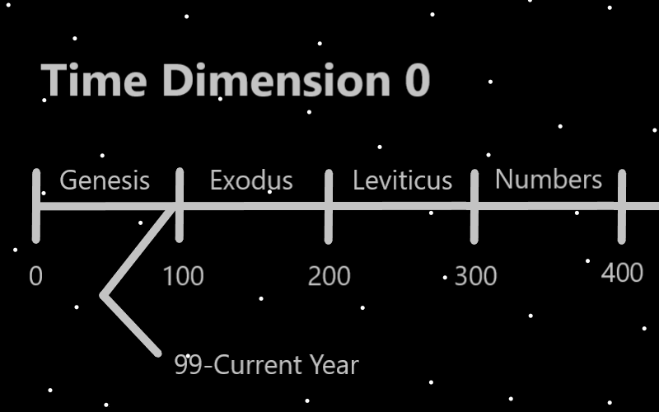 Time Dimension 0
Genesis Exodus Leviticus Numbers
0 100 200 300 400
99-Current Year